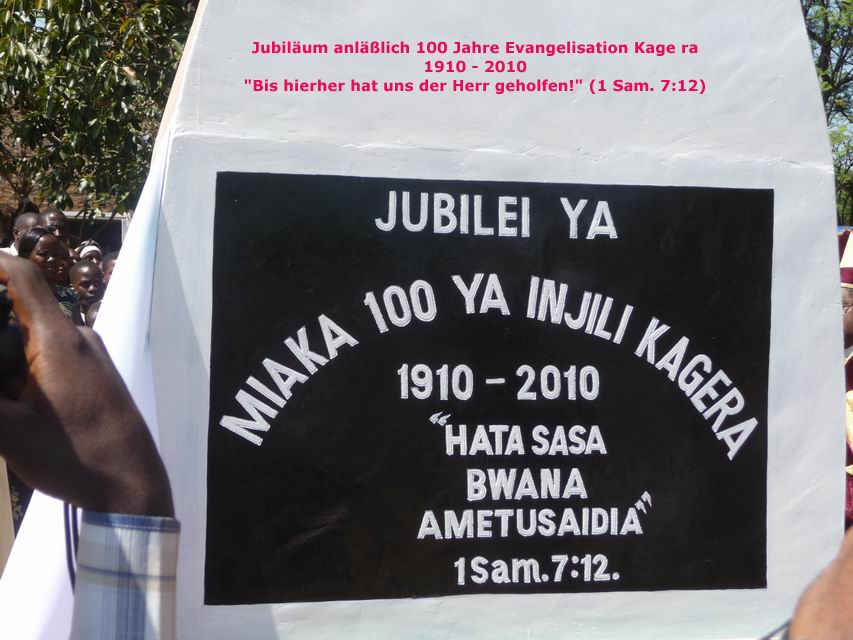 Jubiläum anläßlich 100 Jahre Evangelisation Kage ra
1910 - 2010
"Bis hierher hat uns der Herr geholfen!" (1 Sam. 7:12)
JUBILEI YA
MIAKA 100 YA INJILI KAGERA
1910 - 2010
"HATA SASA
BWANA
AMETUSAIDIA"
1Sam.7:12.